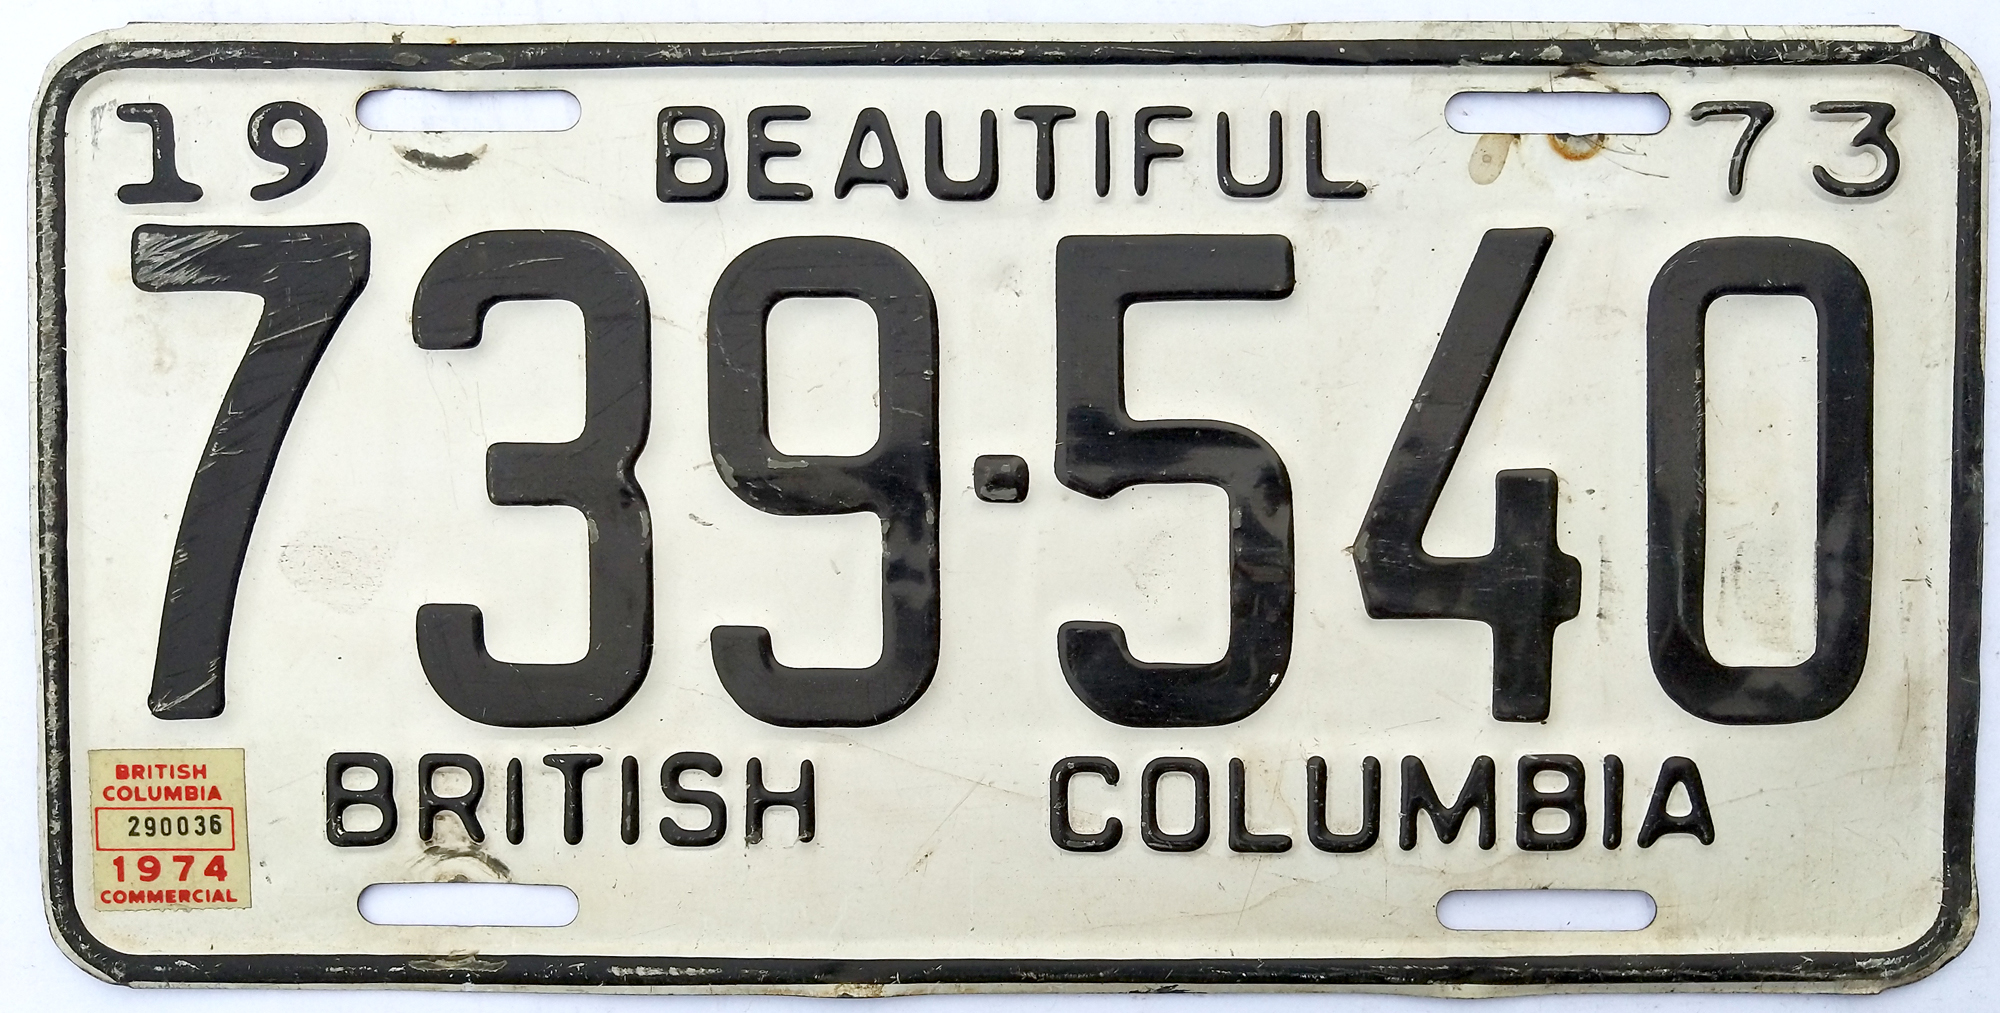 19 BEAUTIFUL 73
739-540
BRITISH COLUMBIA
BRITISH
COLUMBIA
290036
1974
COMMERCIAL